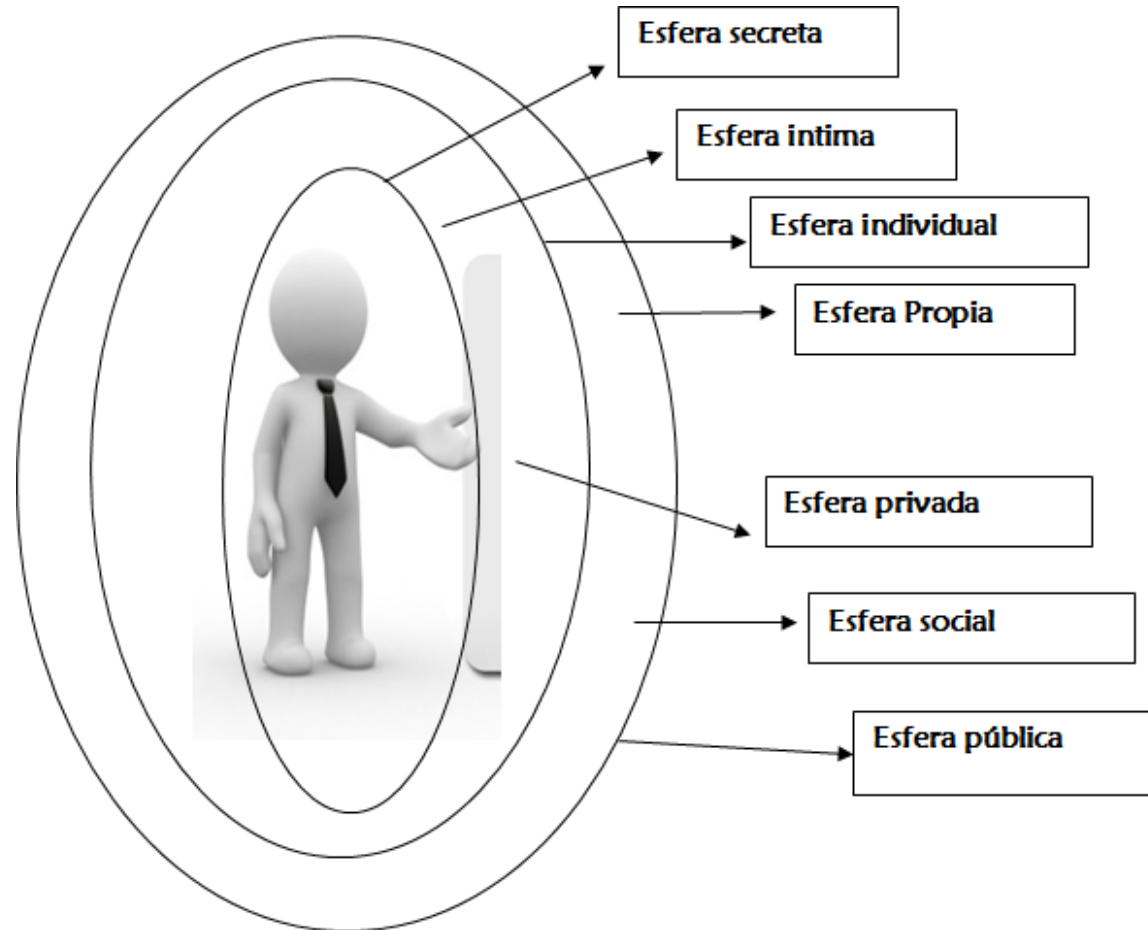 Esfera secreta
Esfera intima
Esfera individual
Esfera Propia
Esfera privada
Esfera social
Esfera pública